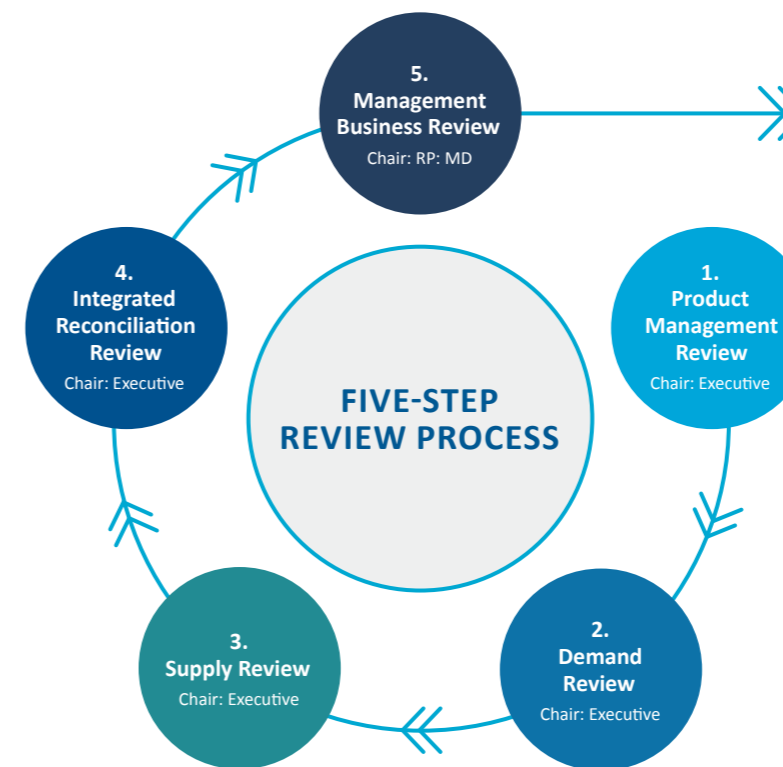 5.
Management
Business Review
Chair: RP: MD
4.
Integrated
Reconciliation
Review
Chair: Executive
1.
Product
Management
Review
Chair: Executive
FIVE-STEP
REVIEW PROCESS
3.
Supply Review
Chair: Executive
2.
Demand
Review
Chair: Executive